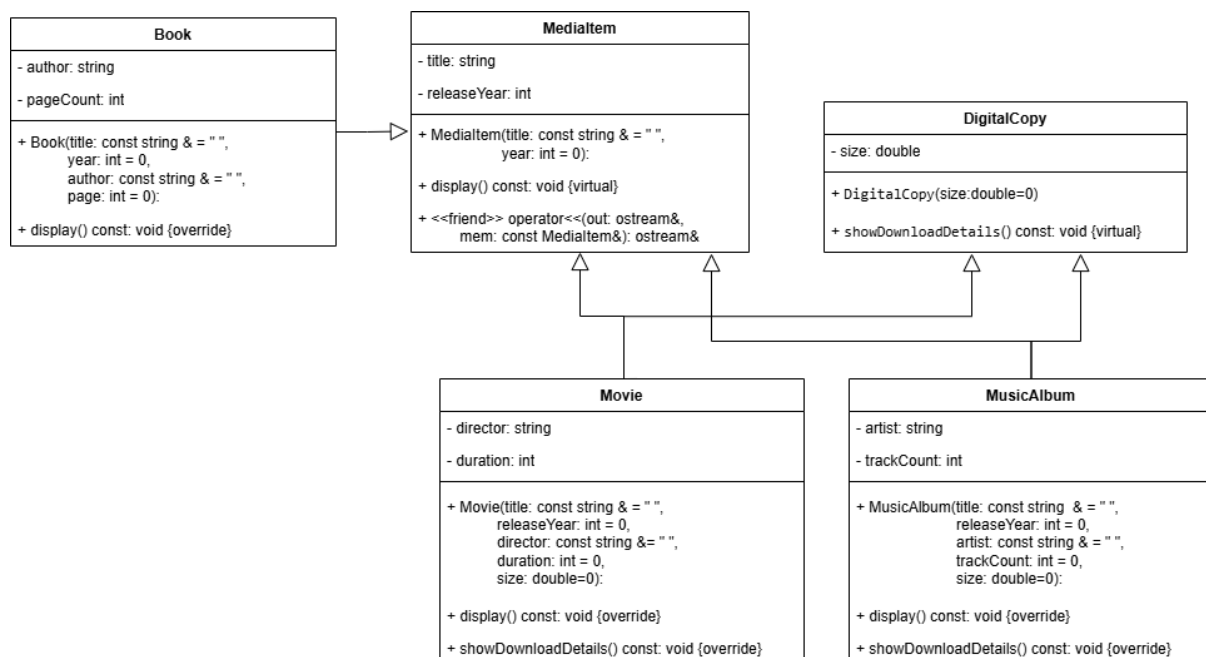 Book
- author: string
- pageCount: int
+ Book(title: const string & = " ",
year: int = 0,
author: const string & = " ",
page: int = 0):
+ display() const: void {override}
MediaItem
- title: string
- releaseYear: int
+ MediaItem(title: const string & = " ",
year: int = 0):
+ display() const: void {virtual}
+ <<friend>> operator<<(out: ostream&,
mem: const MediaItem&): ostream&
DigitalCopy
- size: double
+ DigitalCopy(size:double=0)
+ showDownloadDetails() const: void {virtual}
Movie
- director: string
- duration: int
+ Movie(title: const string & = " ",
releaseYear: int = 0,
director: const string &= " ",
duration: int = 0,
size: double=0):
+ display() const: void {override}
+ showDownloadDetails() const: void {override}
MusicAlbum
- artist: string
- trackCount: int
+ MusicAlbum(title: const string & = " ",
releaseYear: int = 0,
artist: const string & = " ",
trackCount: int = 0,
size: double=0):
+ display() const: void {override}
+ showDownloadDetails() const: void {override}